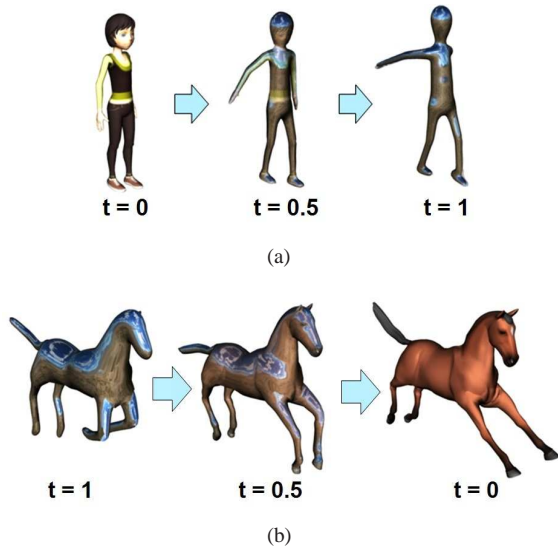 t = 0 t = 0.5 t = 1
(a)
t = 1 t = 0.5 t = 0
(b)